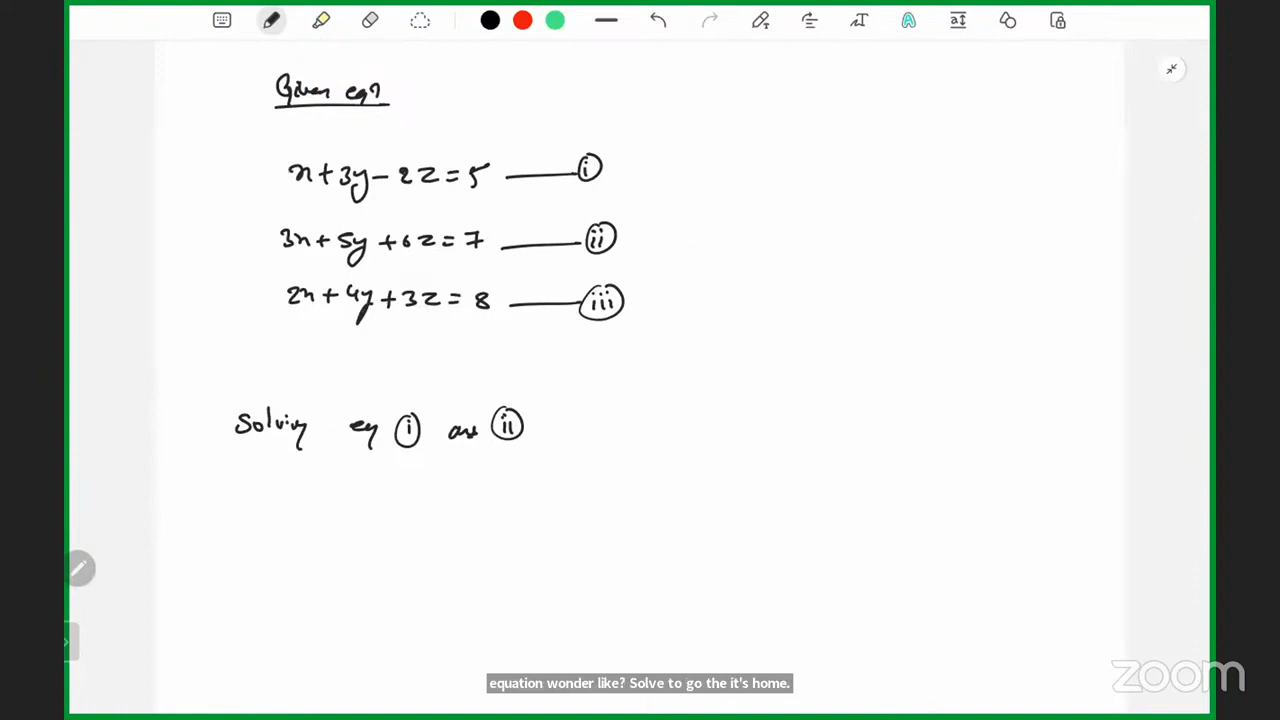 Given eqn
x+3y-2z=5 (i)
3x+5y+6z=7 (ii)
2x+4y+3z=8 (iii)
Solving eq (i) and (ii)
equation wonder like? Solve to go the it's home.
zoom